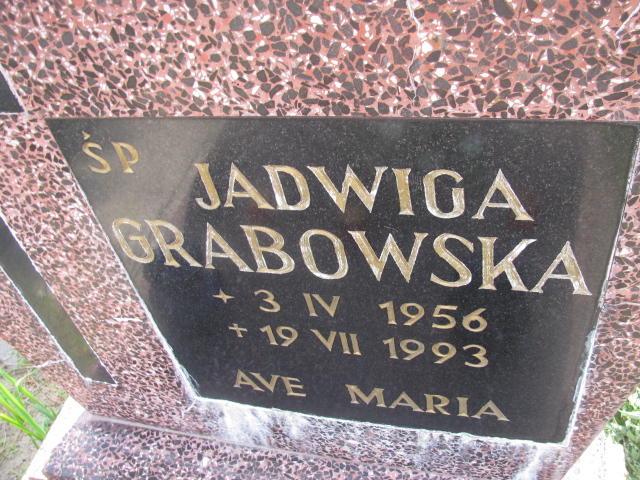 ŚP
JADWIGA
GRABOWSKA
✦ 3 IV 1956
✝ 19 VII 1993
AVE MARIA